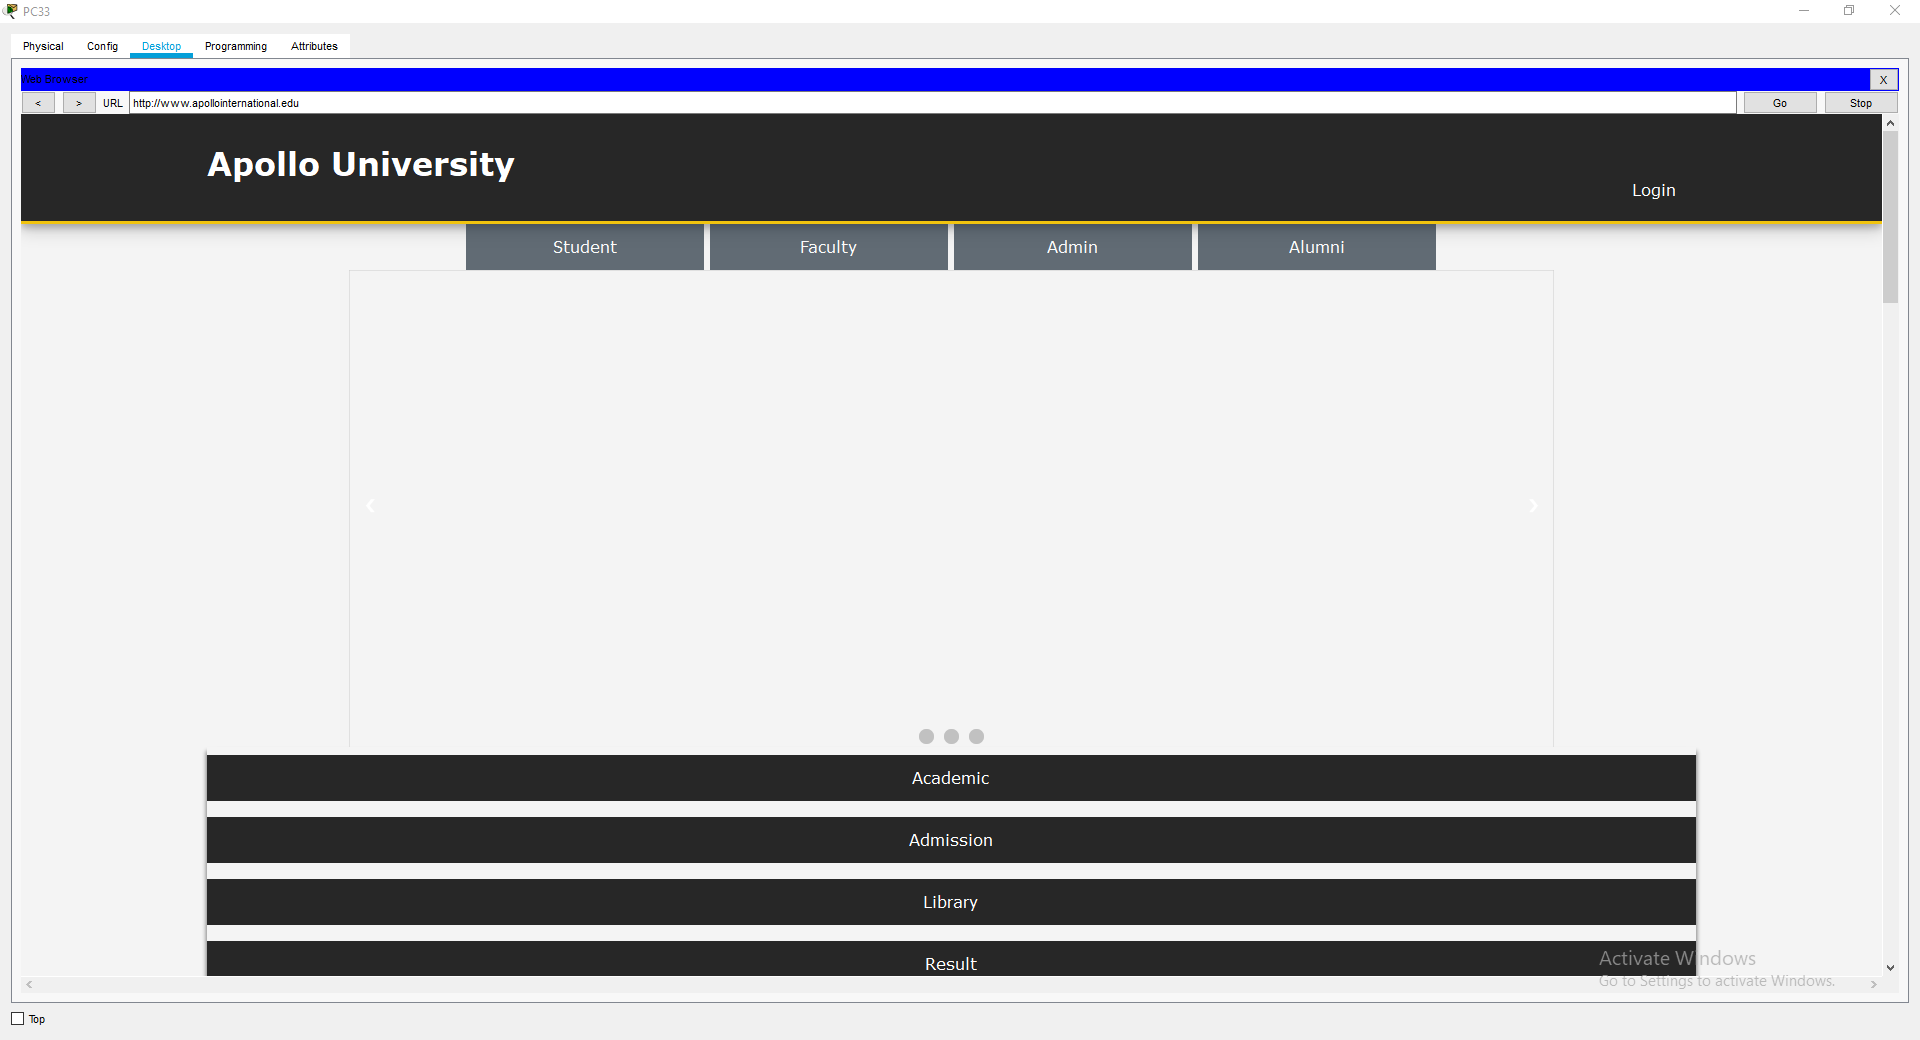 PC33
Physical Config Desktop Programming Attributes
Web Browser
X
< > URL http://www.apollointernational.edu Go Stop
Apollo University
Login
Student Faculty Admin Alumni
‹ ›
Academic
Admission
Library
Result
Activate Windows
Go to Settings to activate Windows.
Top